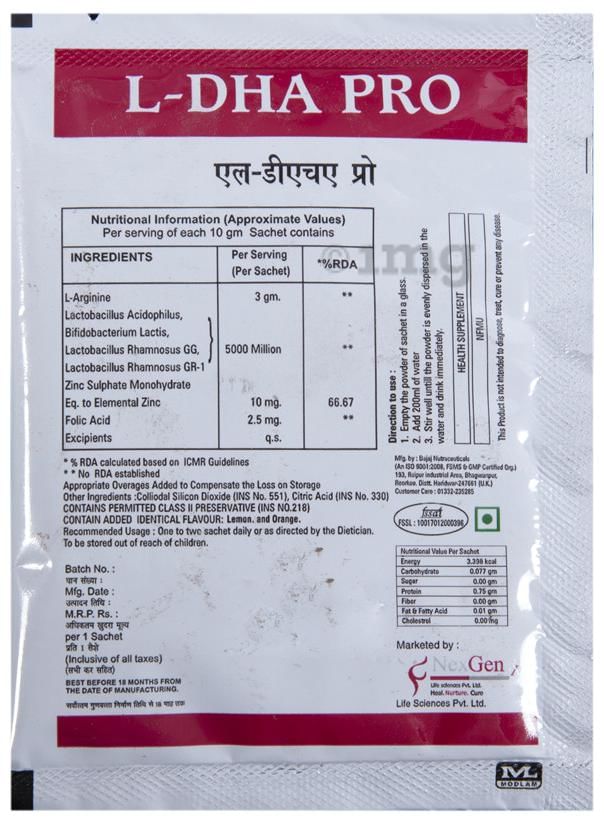 L-DHA PRO
एल-डीएचए प्रो
Nutritional Information (Approximate Values)
Per serving of each 10 gm Sachet contains
INGREDIENTS Per Serving (Per Sachet) *%RDA
L-Arginine 3 gm. **
Lactobacillus Acidophilus,
Bifidobacterium Lactis,
Lactobacillus Rhamnosus GG, 5000 Million **
Lactobacillus Rhamnosus GR-1
Zinc Sulphate Monohydrate
Eq. to Elemental Zinc 10 mg. 66.67
Folic Acid 2.5 mg. **
Excipients q.s.
* % RDA calculated based on ICMR Guidelines
* * No RDA established
Appropriate Overages Added to Compensate the Loss on Storage
Other Ingredients :Colliodal Silicon Dioxide (INS No. 551), Citric Acid (INS No. 330)
CONTAINS PERMITTED CLASS II PRESERVATIVE (INS NO.218)
CONTAIN ADDED IDENTICAL FLAVOUR: Lemon. and Orange.
Recommended Usage : One to two sachet daily or as directed by the Dietician.
To be stored out of reach of children.
Batch No. :
घान संख्या :
Mfg. Date :
उत्पादन तिथि :
M.R.P. Rs. :
अधिकतम खुदरा मूल्य
per 1 Sachet
प्रति 1 सैशे
(Inclusive of all taxes)
(सभी कर सहित)
BEST BEFORE 18 MONTHS FROM
THE DATE OF MANUFACTURING.
सर्वोत्तम गुणवत्ता निर्माण तिथि से 18 माह तक
Direction to use :
1. Empty the powder of sachet in a glass.
2. Add 200ml of water
3. Stir well untill the powder is evenly dispersed in the
water and drink immediately.
HEALTH SUPPLEMENT
NFMU
This Product is not intended to diagnose, treat, cure or prevent any disease.
1mg
Mfg. by : Bajaj Nutraceuticals
(An ISO 9001:2008, FSMS & GMP Certified Org.)
193, Raipur Industrial Area, Bhagwanpur,
Roorkee. Distt. Haridwar-247661 (U.K.)
Customer Care : 01332-235285
fssai
FSSL : 10017012000396
Nutritional Value Per Sachet
Energy 3.398 kcal
Carbohydrate 0.077 gm
Sugar 0.00 gm
Protein 0.75 gm
Fiber 0.00 gm
Fat & Fatty Acid 0.01 gm
Cholestrol 0.00 mg
Marketed by :
NexGen
Life sciences Pvt. Ltd.
Heal. Nurture. Cure
Life Sciences Pvt. Ltd.
ML
MODLAM